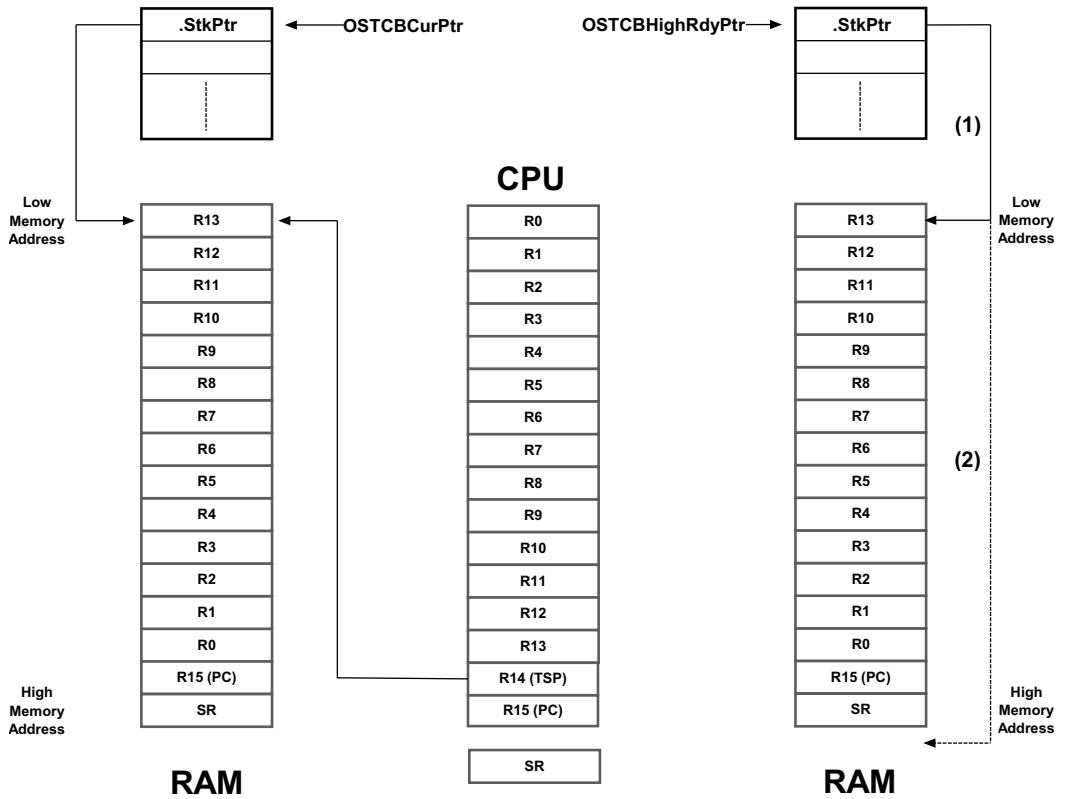 .StkPtr
OSTCBCurPtr
OSTCBHighRdyPtr
.StkPtr
(1)
CPU
Low
Memory
Address
R13
R12
R11
R10
R9
R8
R7
R6
R5
R4
R3
R2
R1
R0
R15 (PC)
SR
High
Memory
Address
RAM
R0
R1
R2
R3
R4
R5
R6
R7
R8
R9
R10
R11
R12
R13
R14 (TSP)
R15 (PC)
SR
R13
R12
R11
R10
R9
R8
R7
R6
R5
R4
R3
R2
R1
R0
R15 (PC)
SR
RAM
Low
Memory
Address
(2)
High
Memory
Address